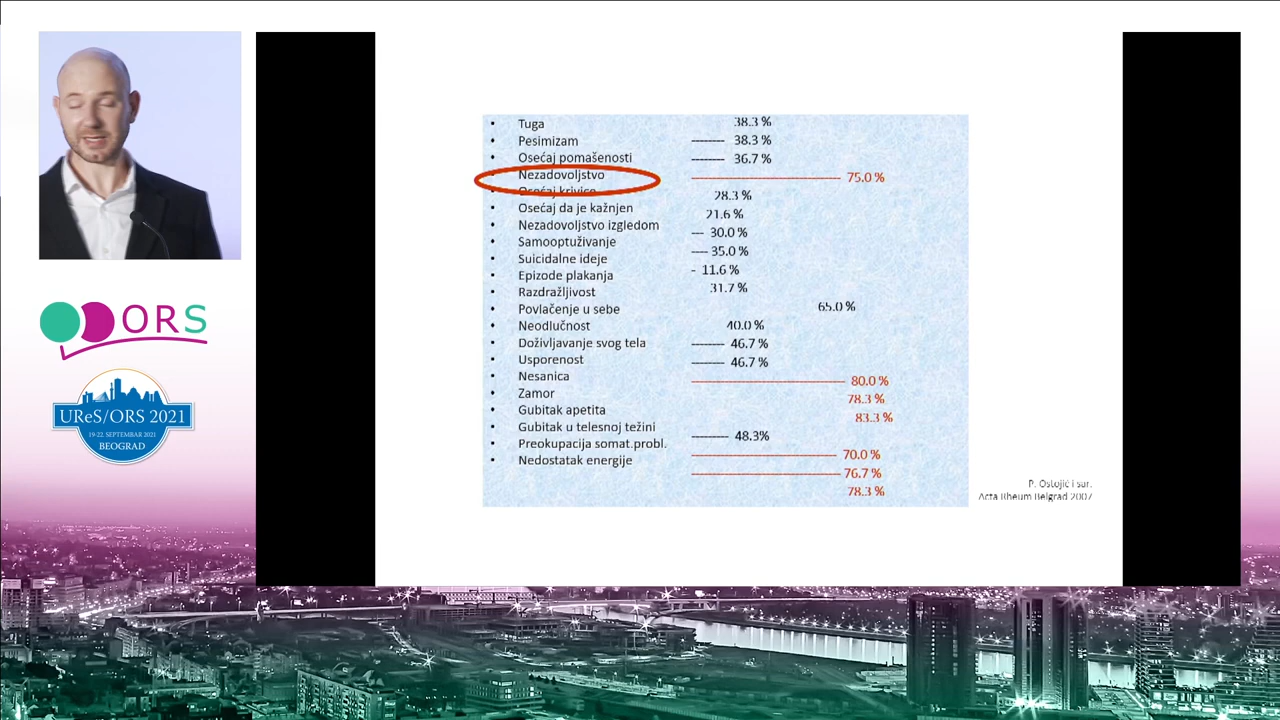 ORS
UReS/ORS 2021
19-22. SEPTEMBAR 2021
BEOGRAD
• Tuga 38.3 %
• Pesimizam -------- 38.3 %
• Osećaj pomašenosti -------- 36.7 %
• Nezadovoljstvo ------------------------------------ 75.0 %
• Osećaj krivice 28.3 %
• Osećaj da je kažnjen 21.6 %
• Nezadovoljstvo izgledom --- 30.0 %
• Samooptuživanje ---- 35.0 %
• Suicidalne ideje - 11.6 %
• Epizode plakanja 31.7 %
• Razdražljivost 65.0 %
• Povlačenje u sebe 40.0 %
• Neodlučnost -------- 46.7 %
• Doživljavanje svog tela -------- 46.7 %
• Usporenost ------------------------------------- 80.0 %
• Nesanica 78.3 %
• Zamor 83.3 %
• Gubitak apetita --------- 48.3%
• Gubitak u telesnoj težini ----------------------------------- 70.0 %
• Preokupacija somat.probl. ------------------------------------ 76.7 %
• Nedostatak energije 78.3 %
P. Ostojić i sur.
Acta Rheum Belgrad 2007